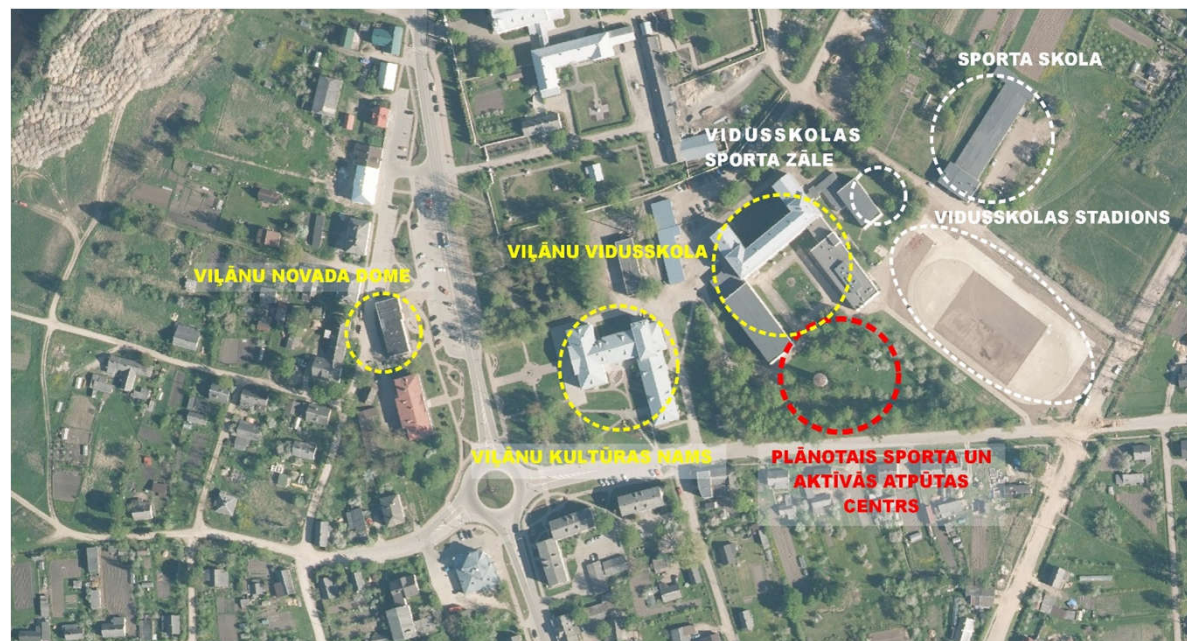 SPORTA SKOLA
VIDUSSKOLAS
SPORTA ZĀLE
VIDUSSKOLAS STADIONS
VIĻĀNU VIDUSSKOLA
VIĻĀNU NOVADA DOME
VIĻĀNU KULTŪRAS NAMS
PLĀNOTAIS SPORTA UN
AKTĪVĀS ATPŪTAS
CENTRS